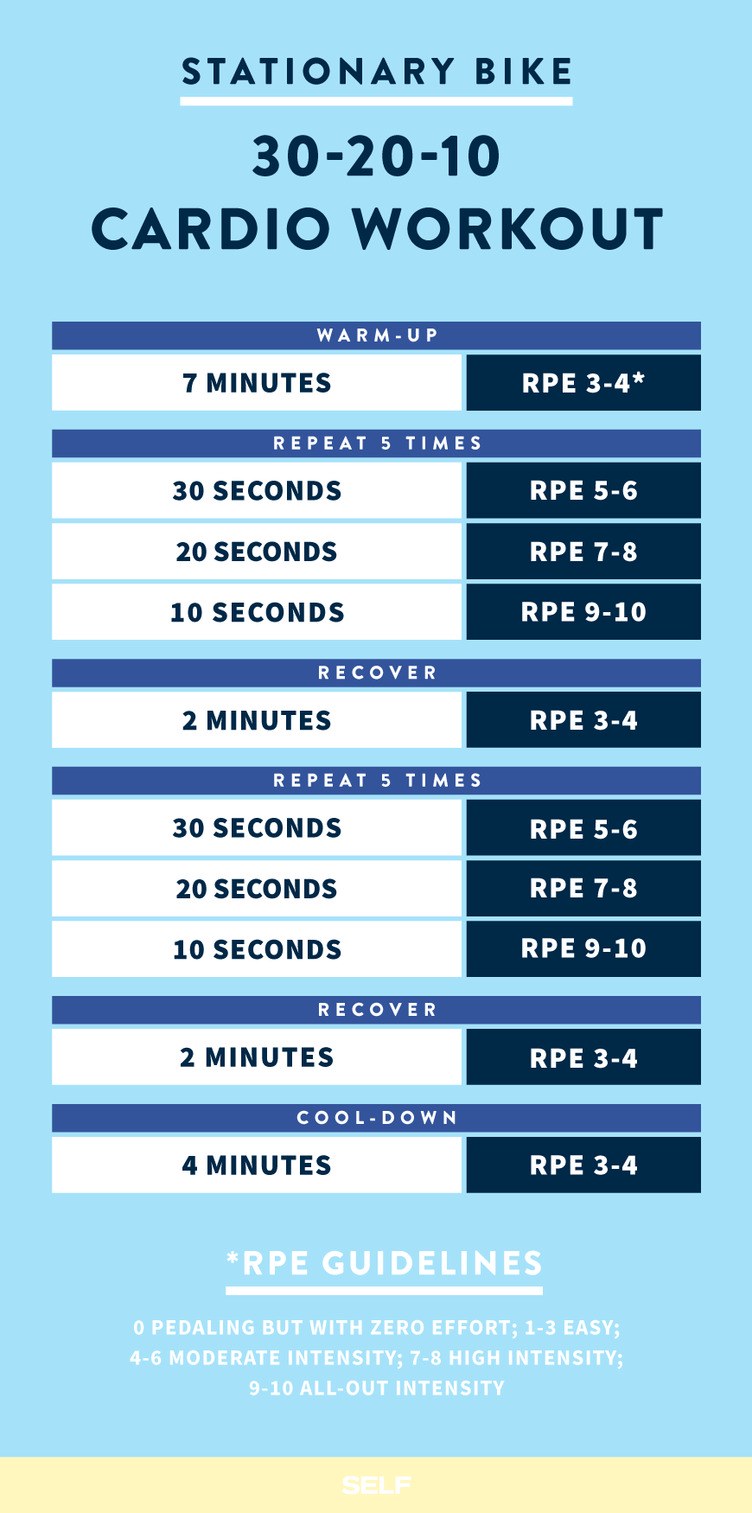 STATIONARY BIKE
30-20-10
CARDIO WORKOUT
WARM-UP
7 MINUTES RPE 3-4*
REPEAT 5 TIMES
30 SECONDS RPE 5-6
20 SECONDS RPE 7-8
10 SECONDS RPE 9-10
RECOVER
2 MINUTES RPE 3-4
REPEAT 5 TIMES
30 SECONDS RPE 5-6
20 SECONDS RPE 7-8
10 SECONDS RPE 9-10
RECOVER
2 MINUTES RPE 3-4
COOL-DOWN
4 MINUTES RPE 3-4
*RPE GUIDELINES
0 PEDALING BUT WITH ZERO EFFORT; 1-3 EASY;
4-6 MODERATE INTENSITY; 7-8 HIGH INTENSITY;
9-10 ALL-OUT INTENSITY
SELF